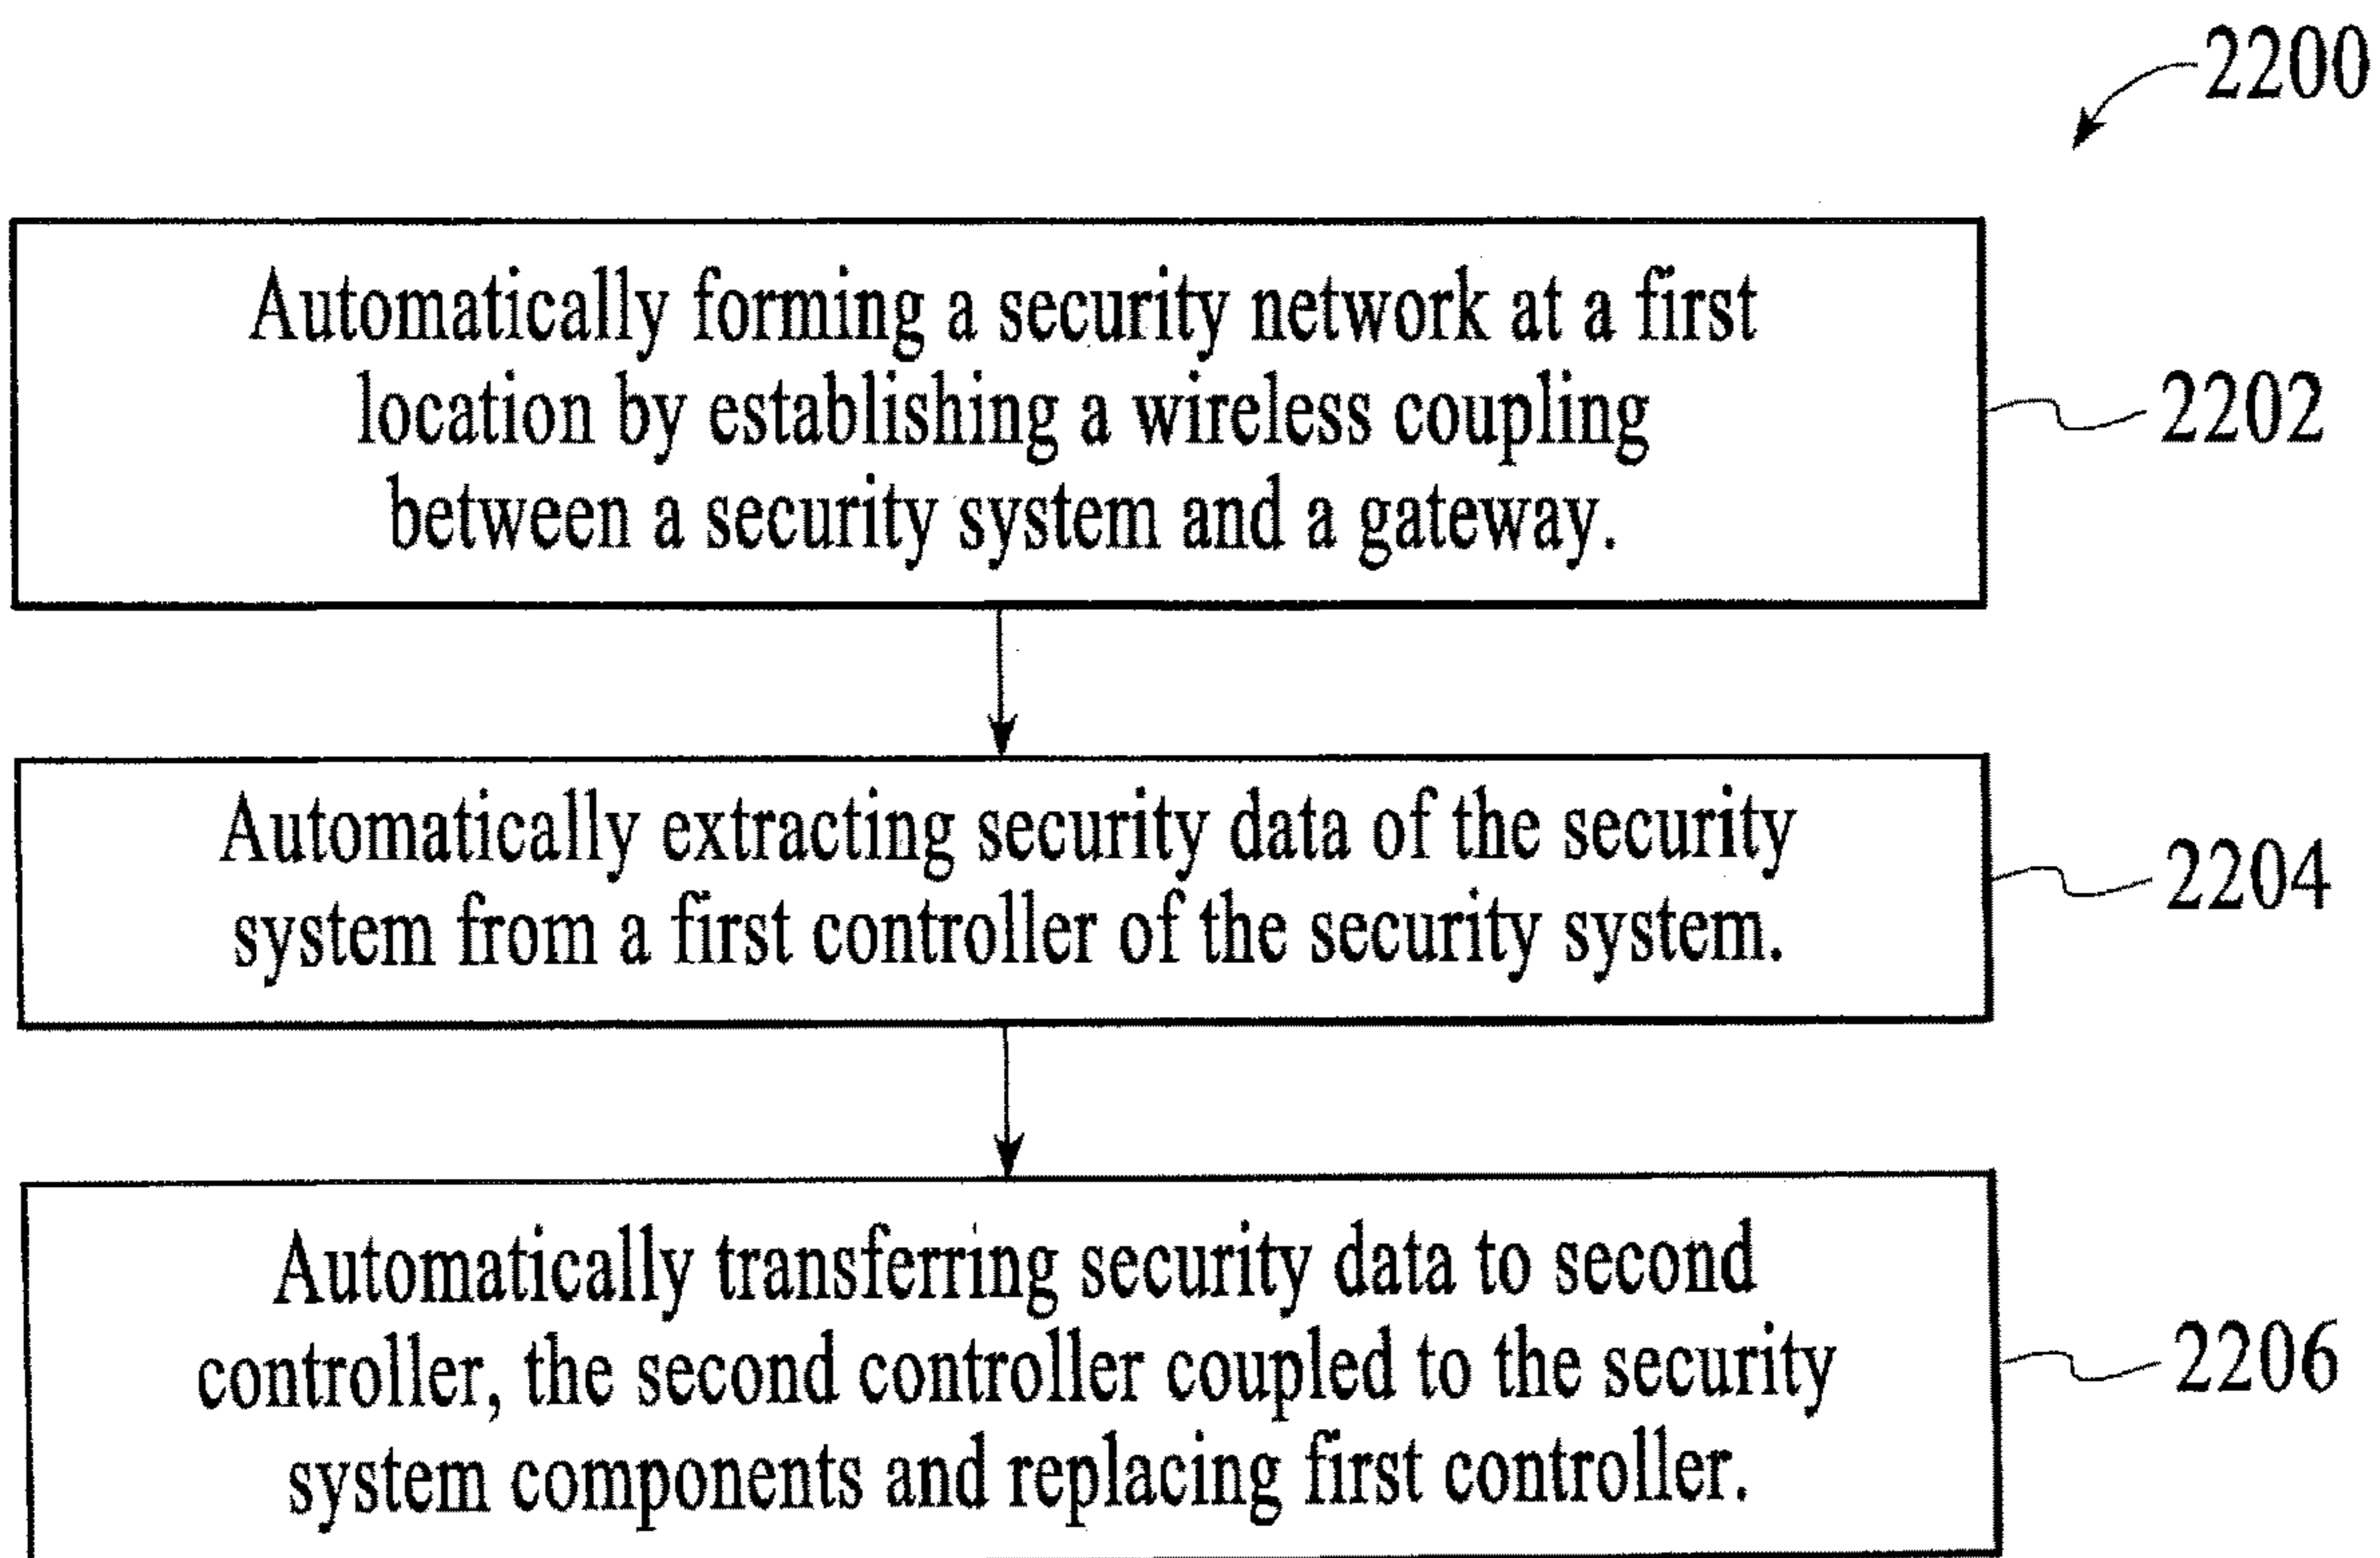 2200
Automatically forming a security network at a first
location by establishing a wireless coupling
between a security system and a gateway.
2202
Automatically extracting security data of the security
system from a first controller of the security system.
2204
Automatically transferring security data to second
controller, the second controller coupled to the security
system components and replacing first controller.
2206